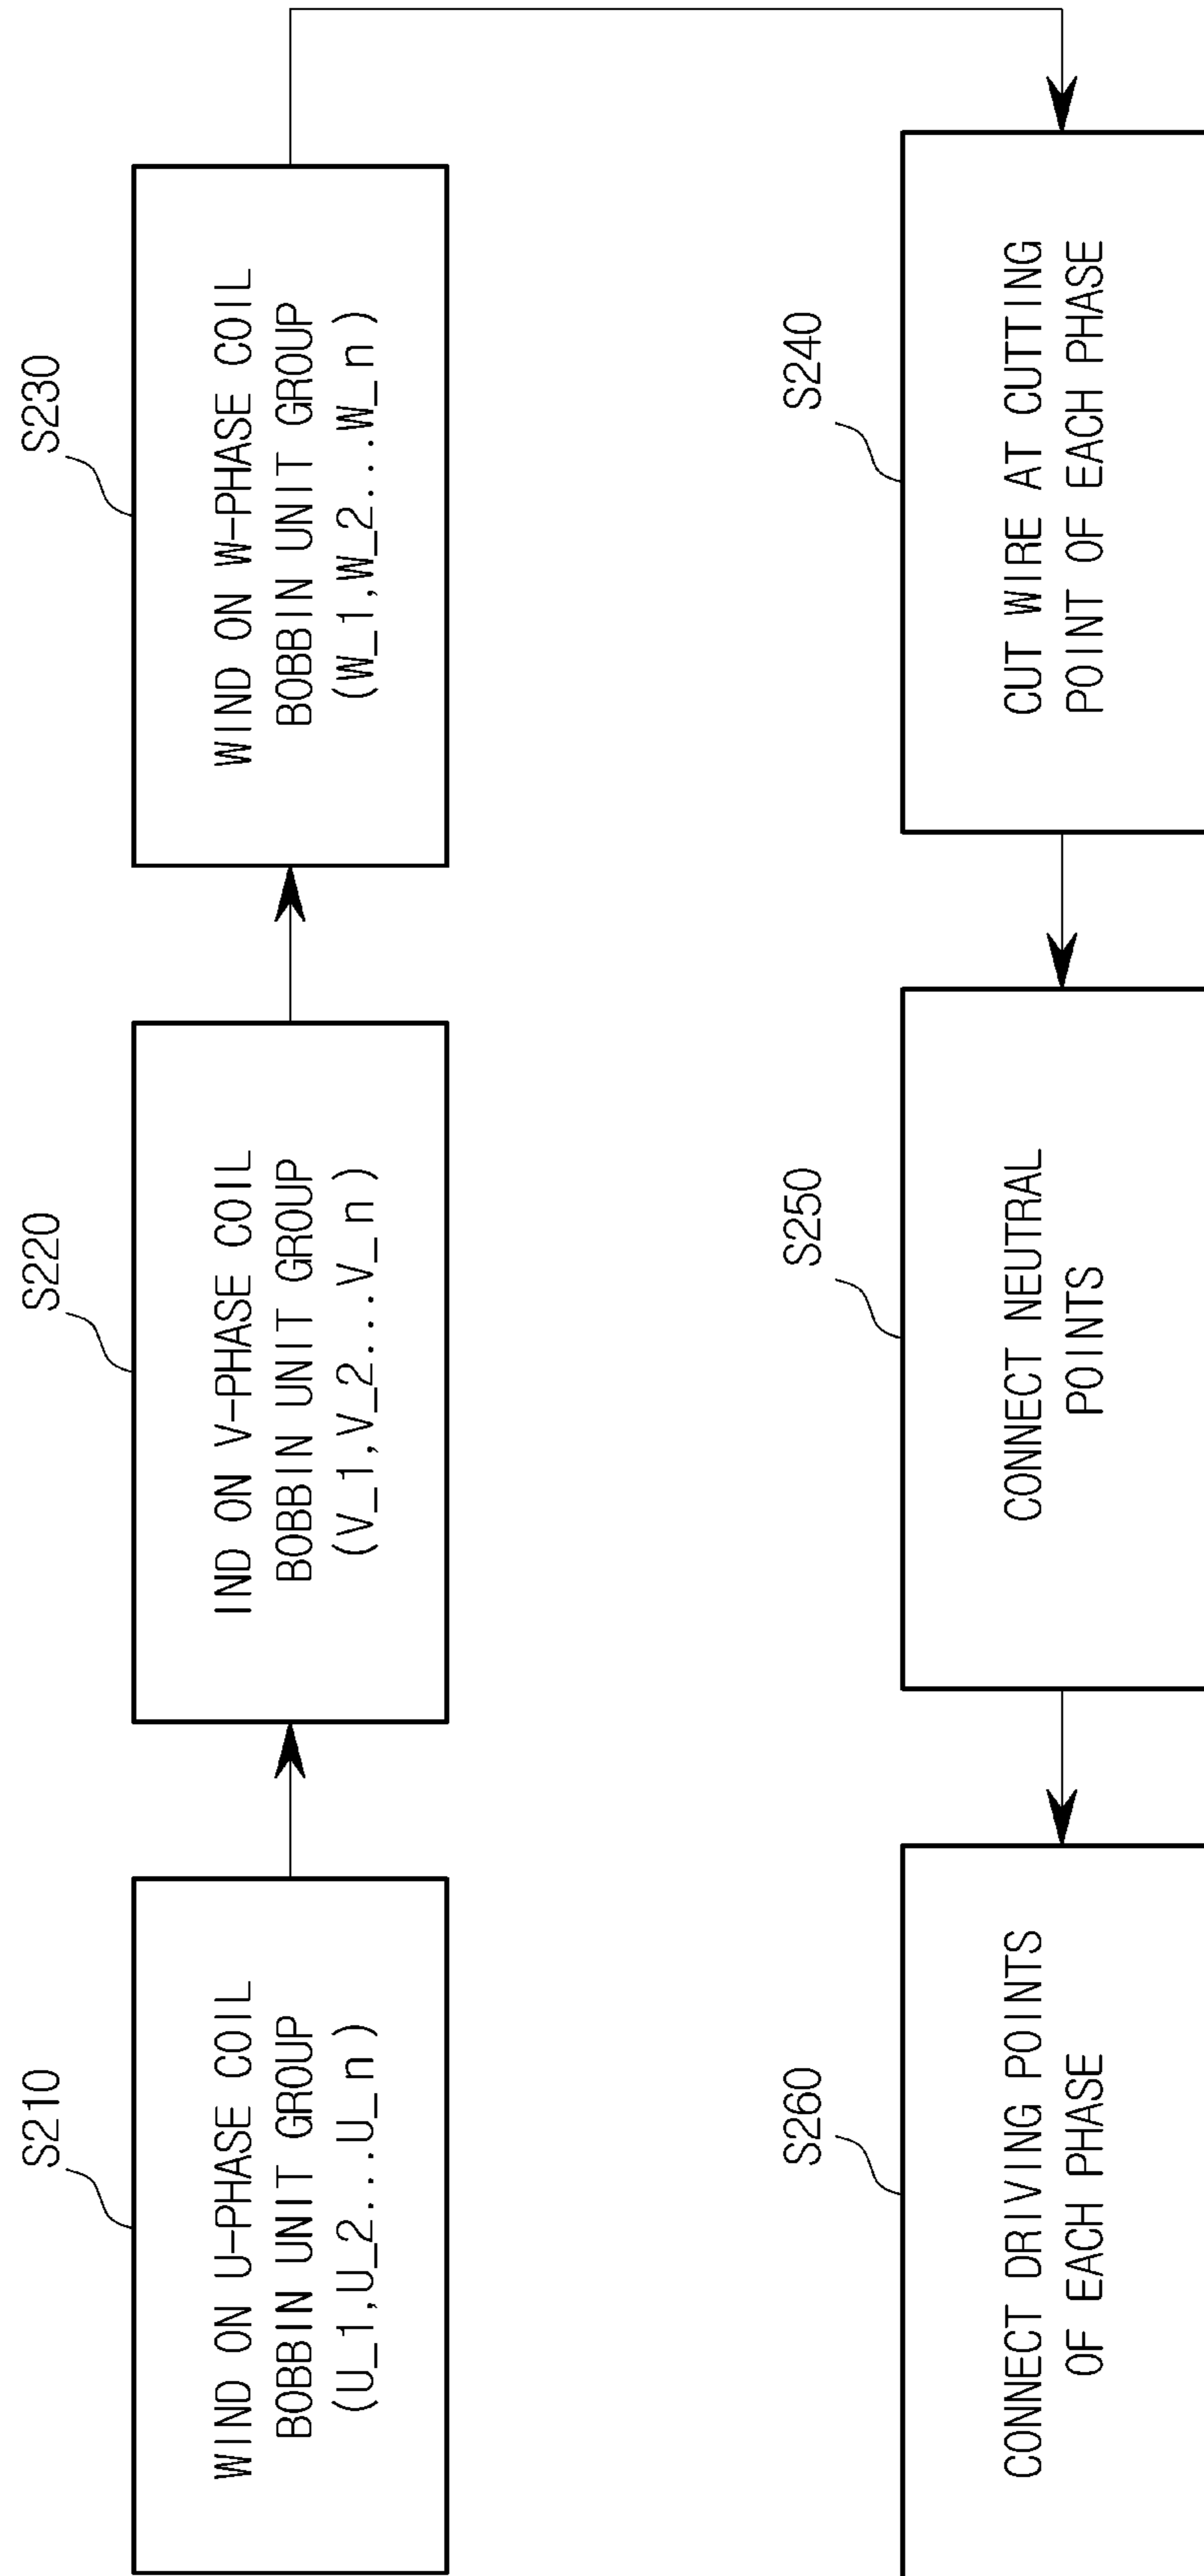 S210
WIND ON U-PHASE COIL
BOBBIN UNIT GROUP
(U_1,U_2...U_n)
S220
IND ON V-PHASE COIL
BOBBIN UNIT GROUP
(V_1,V_2...V_n)
S230
WIND ON W-PHASE COIL
BOBBIN UNIT GROUP
(W_1,W_2...W_n)
S240
CUT WIRE AT CUTTING
POINT OF EACH PHASE
S250
CONNECT NEUTRAL
POINTS
S260
CONNECT DRIVING POINTS
OF EACH PHASE